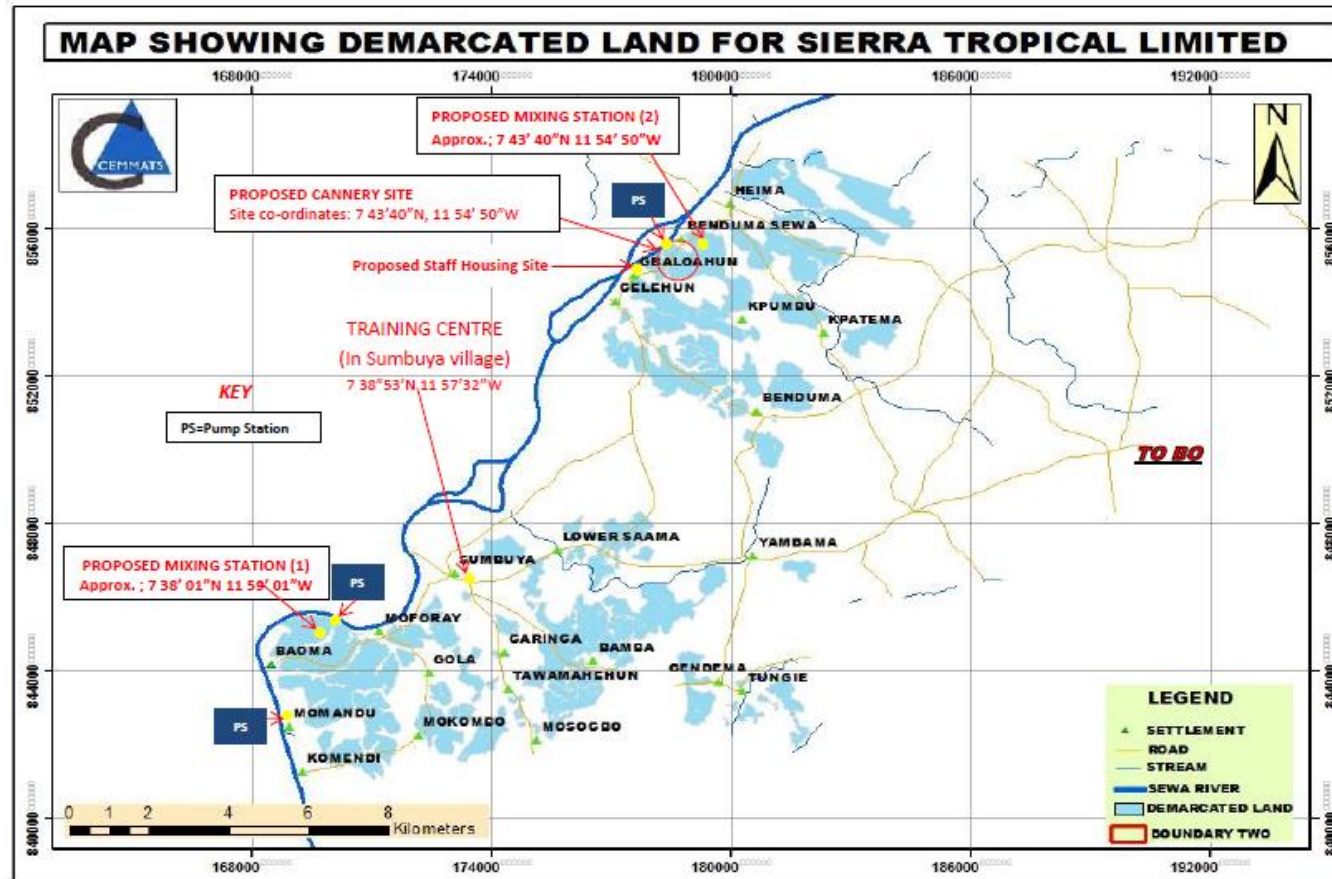 MAP SHOWING DEMARCATED LAND FOR SIERRA TROPICAL LIMITED
168000 174000 180000 186000 192000
CEMMATS
N
PROPOSED MIXING STATION (2)
Approx.; 7 43' 40"N 11 54' 50"W
PROPOSED CANNERY SITE
Site co-ordinates: 7 43'40"N, 11 54' 50"W
PS
HEIMA
BENDUMA SEWA
856000 856000
Proposed Staff Housing Site
GBALOAHUN
GELEHUN
KPUMBU
KPATEMA
TRAINING CENTRE
(In Sumbuya village)
7 38"53'N 11 57'32"W
852000 852000
KEY
PS=Pump Station
BENDUMA
TO BO
848000 848000
LOWER SAAMA
YAMBAMA
SUMBUYA
PROPOSED MIXING STATION (1)
Approx. ; 7 38' 01"N 11 59' 01"W
PS
MOFORAY
BAOMA
GOLA
GARINGA
BAMBA
TAWAMAHEHUN
GENDEMA
TUNGIE
844000 844000
MOMANDU
PS
MOKOMBO
MOSOGBO
KOMENDI
LEGEND
SETTLEMENT
ROAD
STREAM
SEWA RIVER
DEMARCATED LAND
BOUNDARY TWO
0 1 2 4 6 8
Kilometers
840000 840000
168000 174000 180000 186000 192000